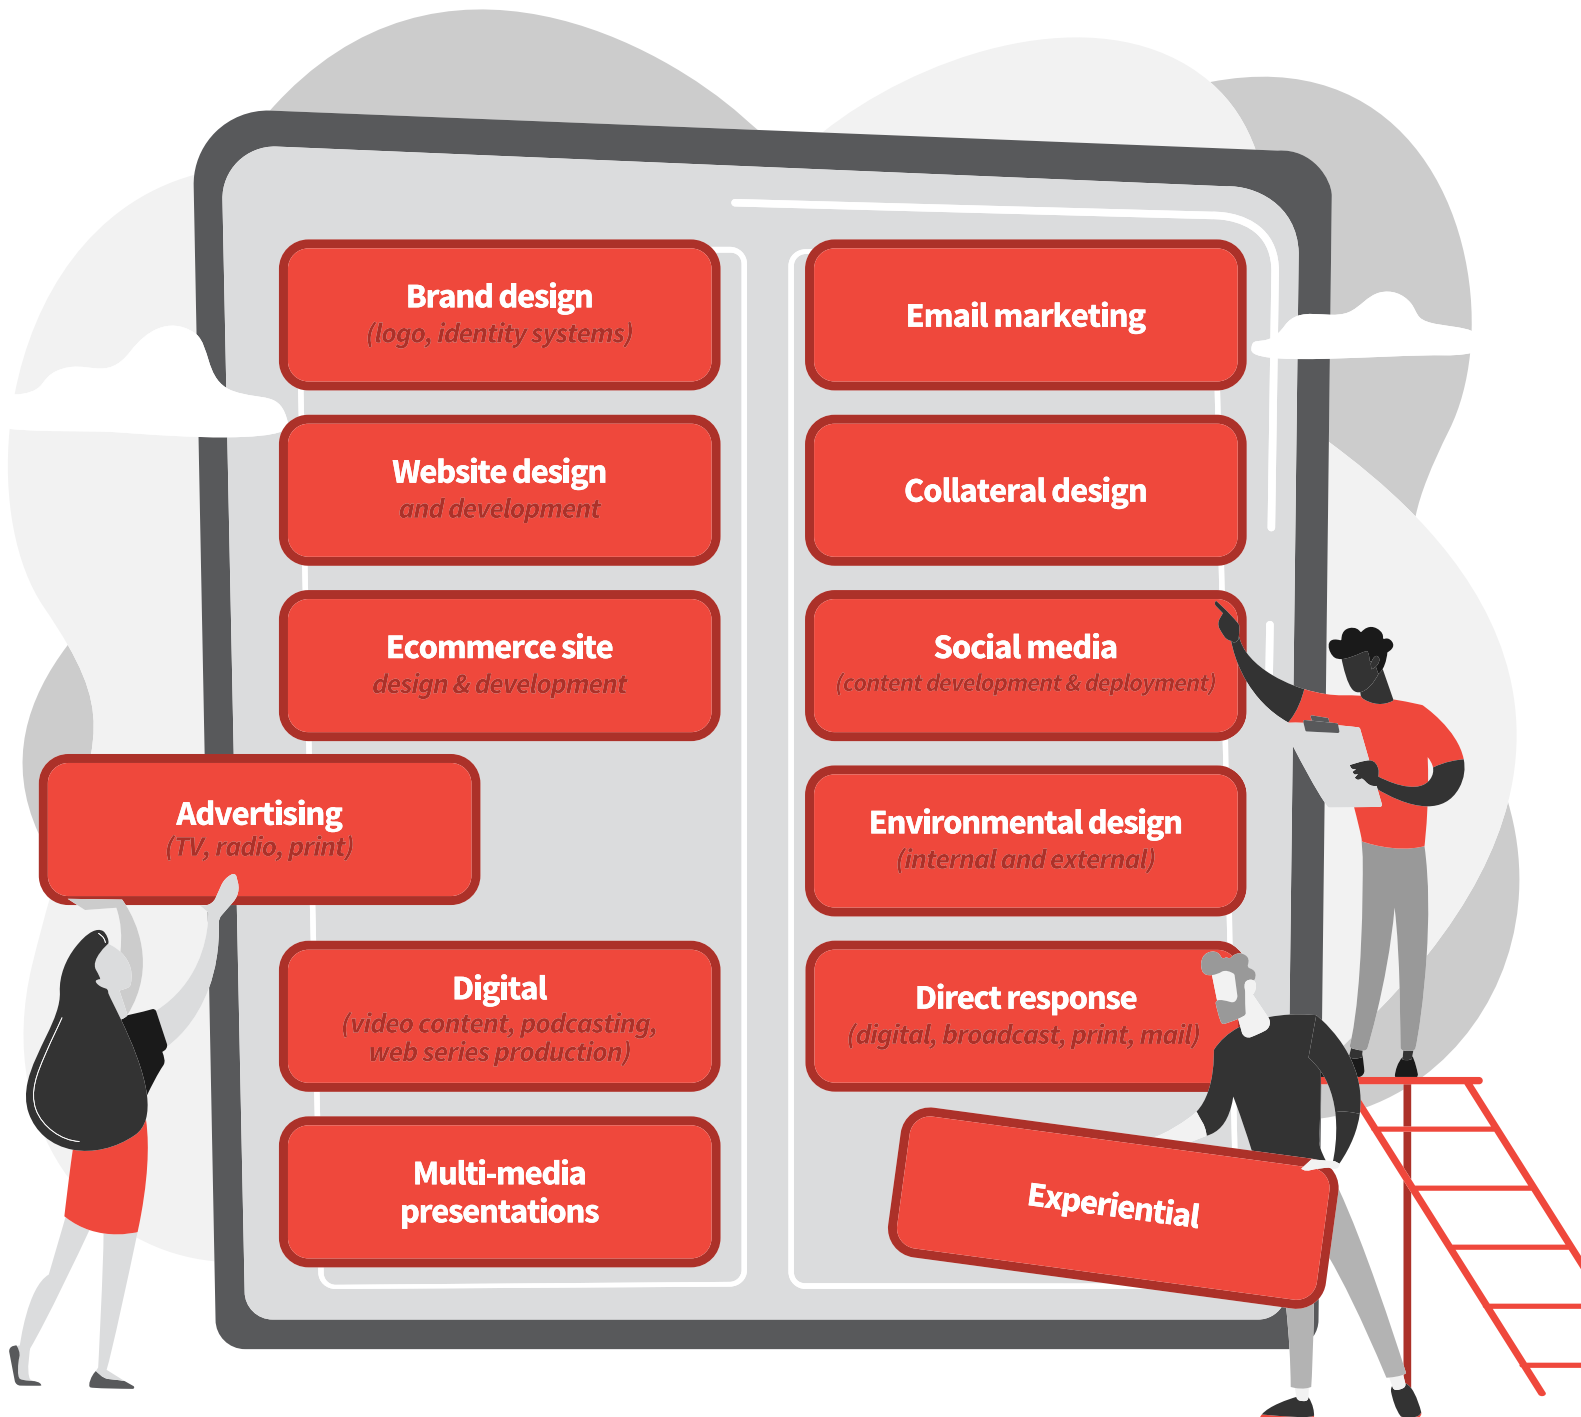 Brand design
(logo, identity systems)
Website design
and development
Ecommerce site
design & development
Advertising
(TV, radio, print)
Digital
(video content, podcasting,
web series production)
Multi-media
presentations
Email marketing
Collateral design
Social media
(content development & deployment)
Environmental design
(internal and external)
Direct response
(digital, broadcast, print, mail)
Experiential